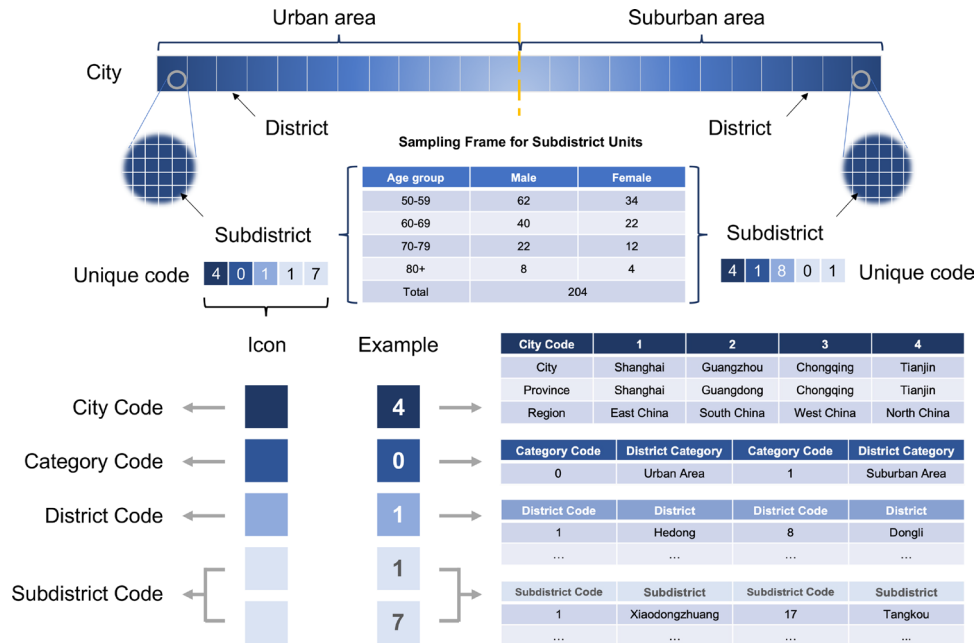 Urban area
Suburban area
City
District
District
Sampling Frame for Subdistrict Units
Age group Male Female
50-59 62 34
60-69 40 22
70-79 22 12
80+ 8 4
Total 204
Subdistrict
Subdistrict
Unique code 4 0 1 1 7
4 1 8 0 1 Unique code
Icon Example
City Code 4
Category Code 0
District Code 1
Subdistrict Code 1
7
City Code 1 2 3 4
City Shanghai Guangzhou Chongqing Tianjin
Province Shanghai Guangdong Chongqing Tianjin
Region East China South China West China North China
Category Code District Category Category Code District Category
0 Urban Area 1 Suburban Area
District Code District District Code District
1 Hedong 8 Dongli
... ... ... ...
Subdistrict Code Subdistrict Subdistrict Code Subdistrict
1 Xiaodongzhuang 17 Tangkou
... ... ... ...